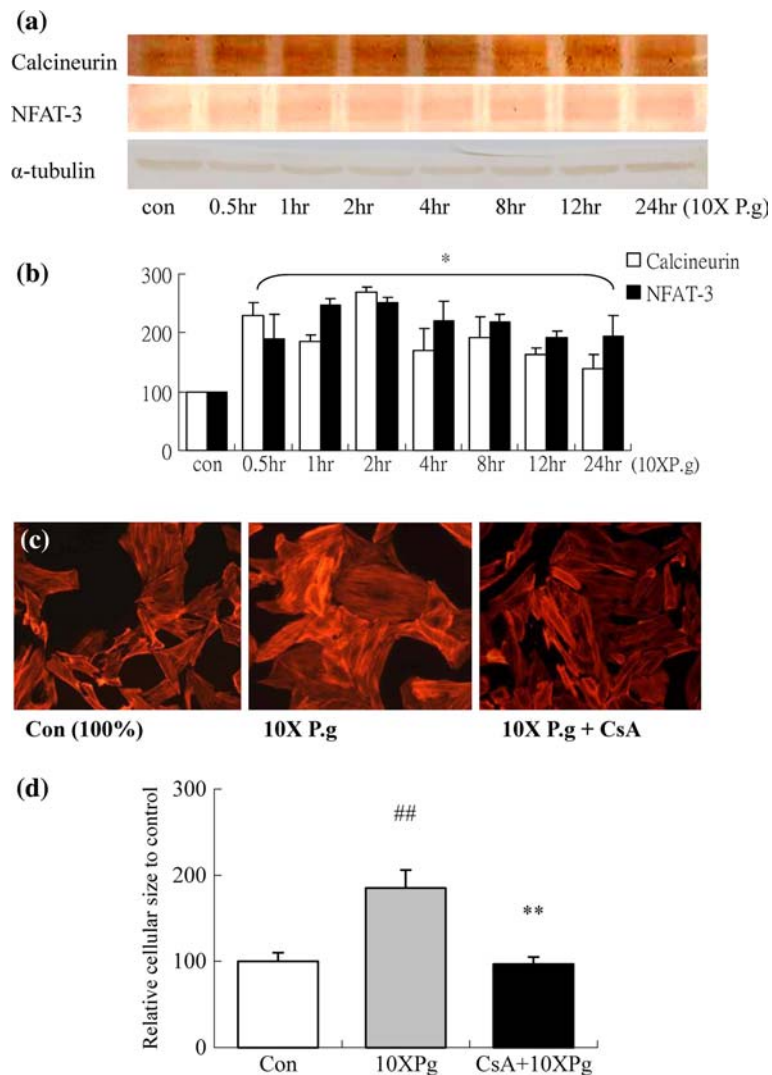 (a)
Calcineurin
NFAT-3
α-tubulin
con 0.5hr 1hr 2hr 4hr 8hr 12hr 24hr (10X P.g)
(b)
*
Calcineurin
NFAT-3
300
200
100
0
con 0.5hr 1hr 2hr 4hr 8hr 12hr 24hr (10XP.g)
(c)
Con (100%) 10X P.g 10X P.g + CsA
(d)
Relative cellular size to control
300
200
100
0
##
**
Con 10XPg CsA+10XPg